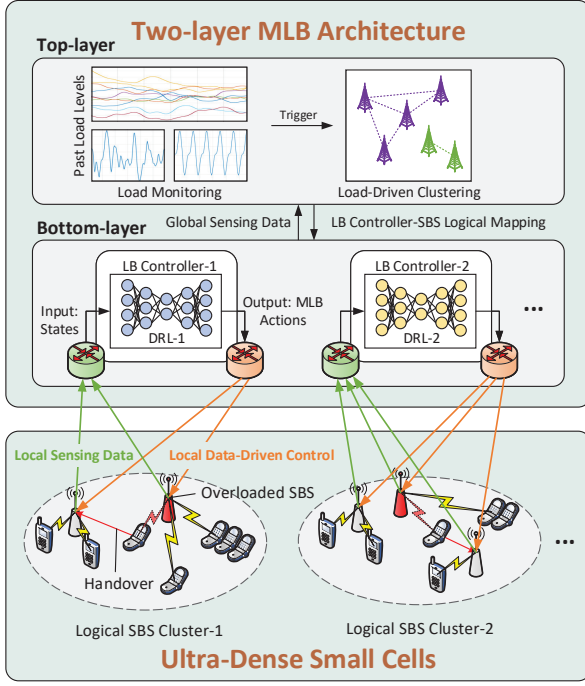 Two-layer MLB Architecture
Top-layer
Past Load Levels
Trigger
Load Monitoring
Load-Driven Clustering
Bottom-layer
Global Sensing Data
LB Controller-SBS Logical Mapping
LB Controller-1
LB Controller-2
Input:
States
Output: MLB
Actions
...
DRL-1
DRL-2
Local Sensing Data
Local Data-Driven Control
Overloaded SBS
Handover
...
Logical SBS Cluster-1
Logical SBS Cluster-2
Ultra-Dense Small Cells